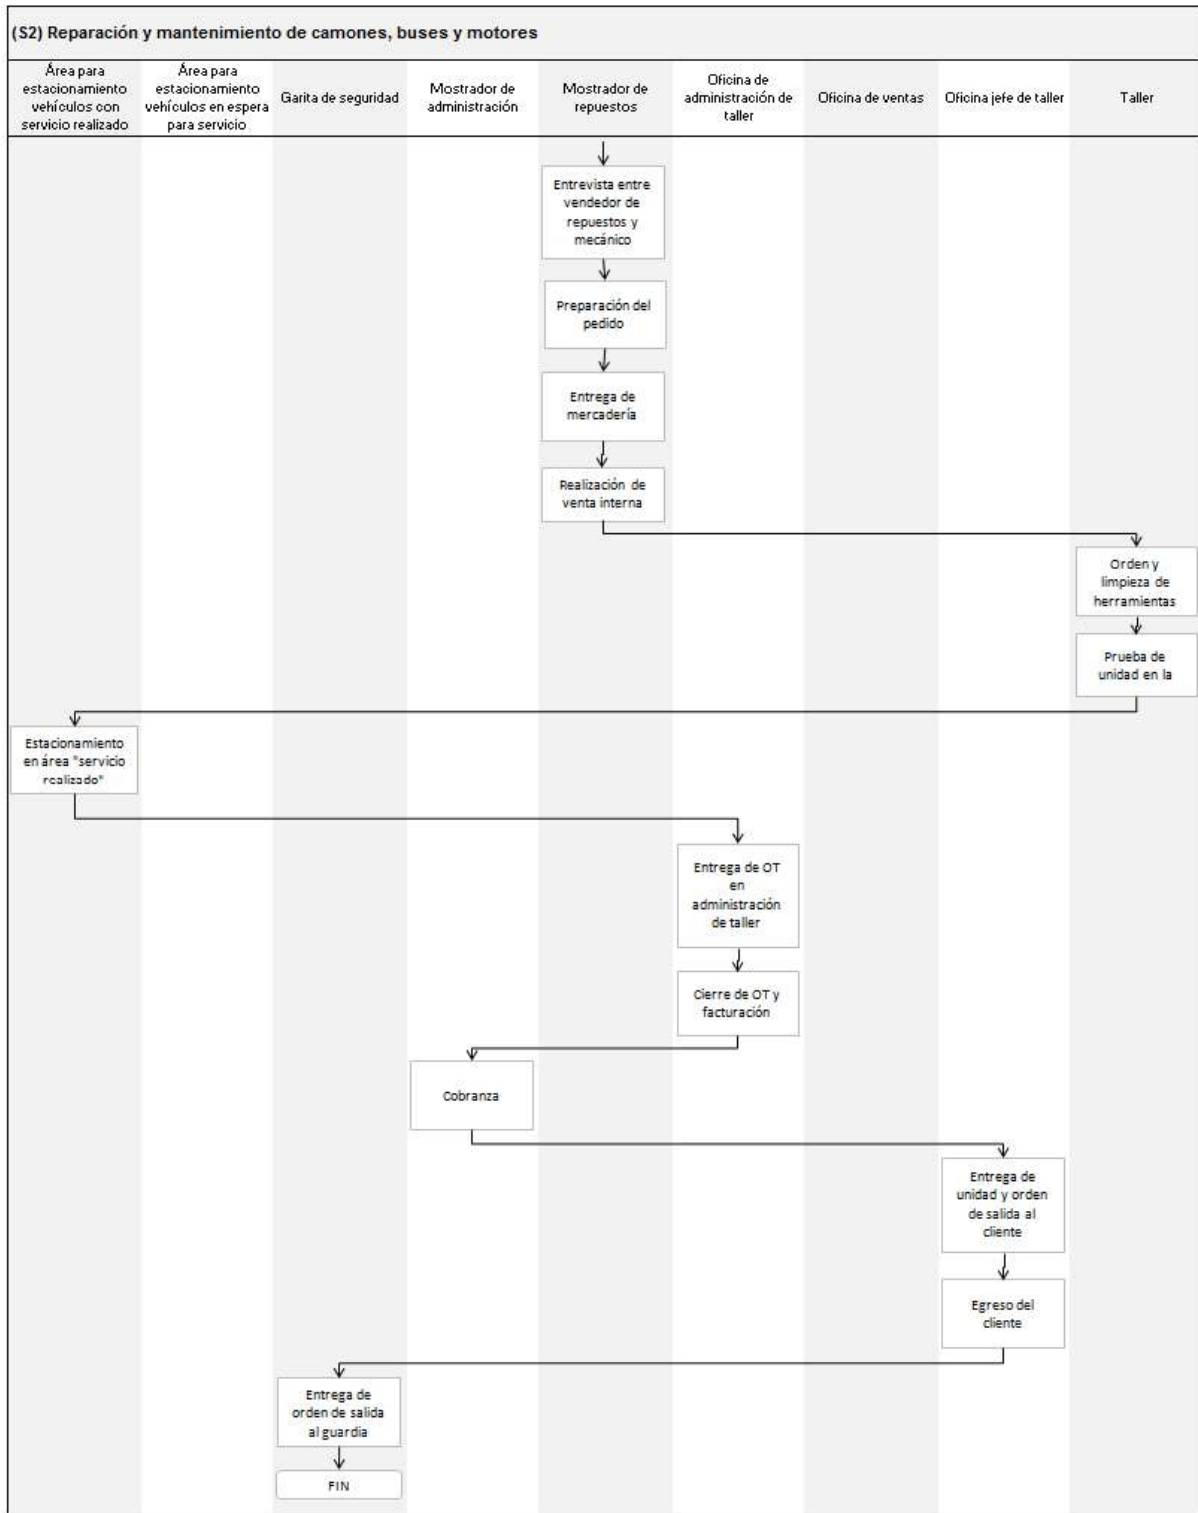 (S2) Reparación y mantenimiento de camones, buses y motores
Área para
estacionamiento
vehículos con
servicio realizado
Área para
estacionamiento
vehículos en espera
para servicio
Garita de seguridad
Mostrador de
administración
Mostrador de
repuestos
Oficina de
administración de
taller
Oficina de ventas
Oficina jefe de taller
Taller
Entrevista entre
vendedor de
repuestos y
mecánico
Preparación del
pedido
Entrega de
mercadería
Realización de
venta interna
Orden y
limpieza de
herramientas
Prueba de
unidad en la
Estacionamiento
en área "servicio
realizado"
Entrega de OT
en
administración
de taller
Cierre de OT y
facturación
Cobranza
Entrega de
unidad y orden
de salida al
cliente
Egreso del
cliente
Entrega de
orden de salida
al guardia
FIN